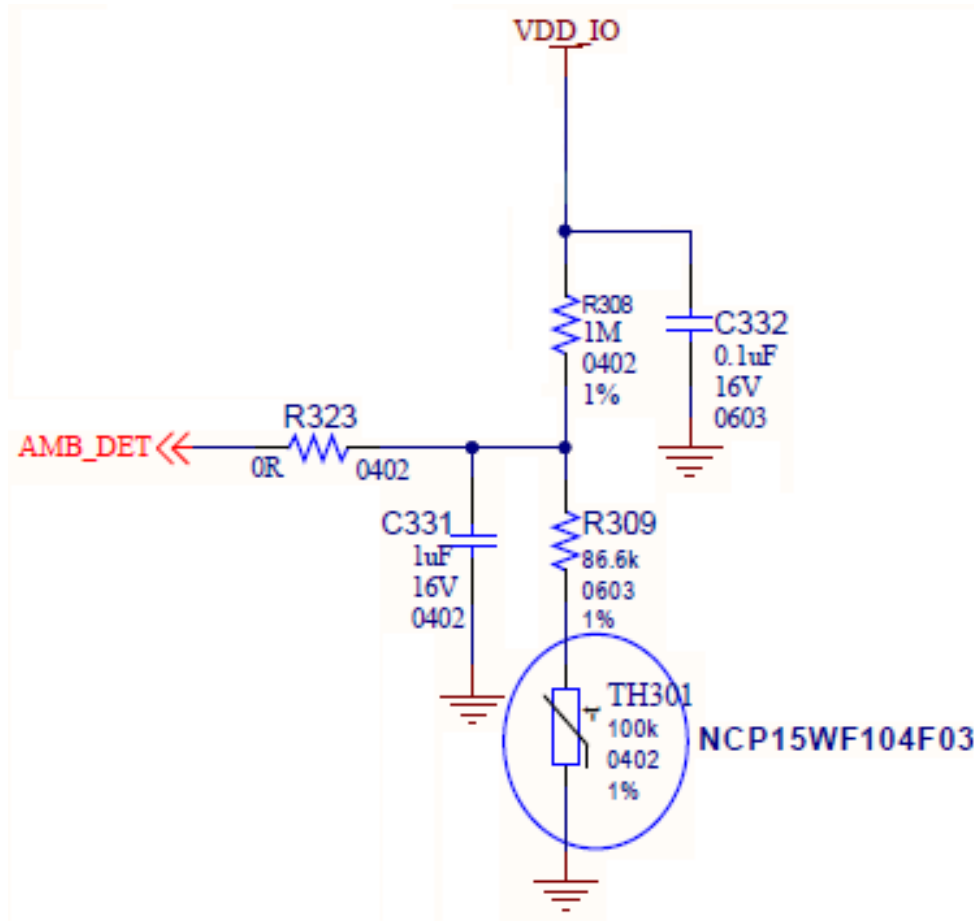 VDD_IO
R308
1M
0402
1%
C332
0.1uF
16V
0603
AMB_DET
R323
0R
0402
C331
1uF
16V
0402
R309
86.6k
0603
1%
TH301
100k
0402
1%
NCP15WF104F03